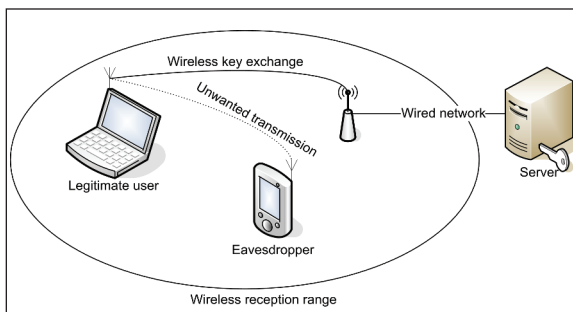 Wireless key exchange
Unwanted transmission
Wired network
Legitimate user
Server
Eavesdropper
Wireless reception range